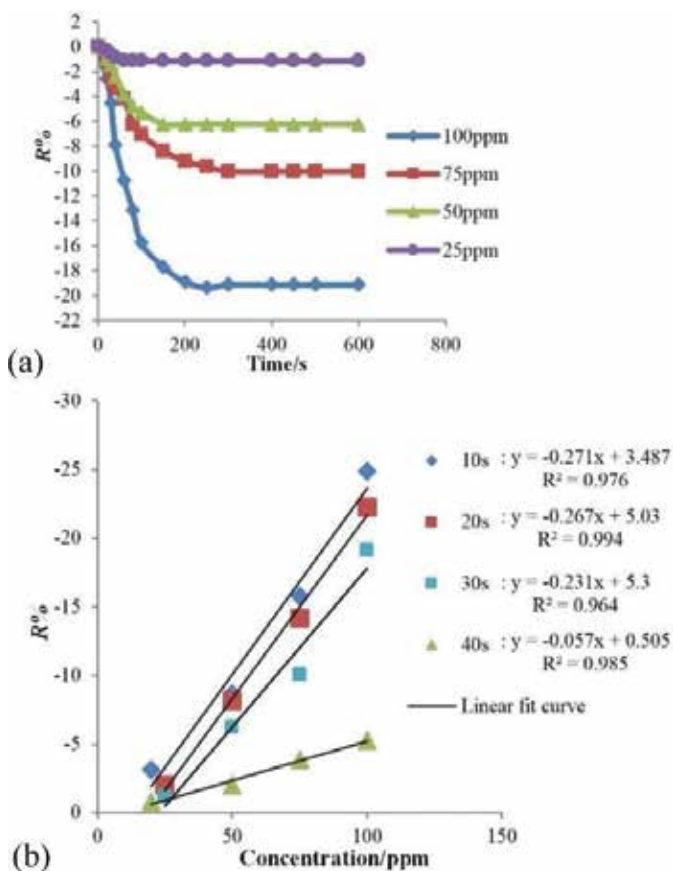 2
0
-2
-4
-6
-8
-10
-12
-14
-16
-18
-20
-22
R%
0
200
400
600
800
Time/s
100ppm
75ppm
50ppm
25ppm
(a)
-30
-25
-20
-15
-10
-5
0
R%
0
50
100
150
Concentration/ppm
10s : y = -0.271x + 3.487
R² = 0.976
20s : y = -0.267x + 5.03
R² = 0.994
30s : y = -0.231x + 5.3
R² = 0.964
40s : y = -0.057x + 0.505
R² = 0.985
Linear fit curve
(b)